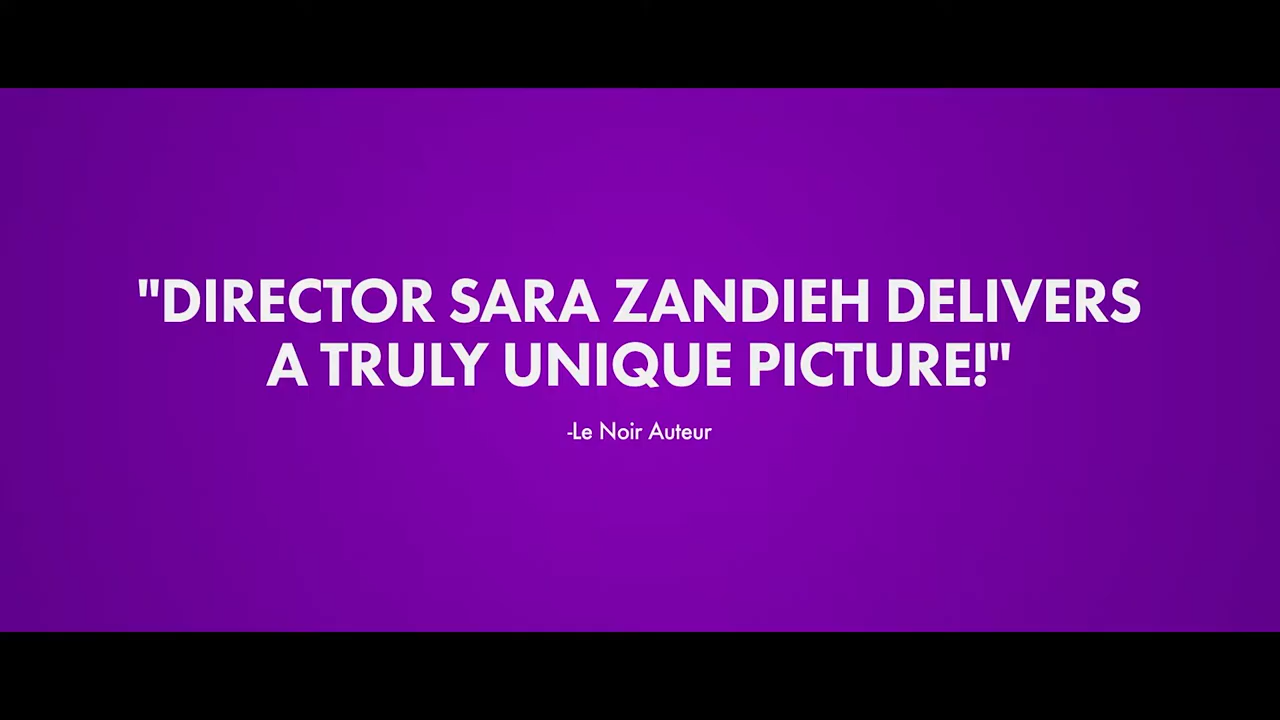 "DIRECTOR SARA ZANDIEH DELIVERS
A TRULY UNIQUE PICTURE!"
-Le Noir Auteur